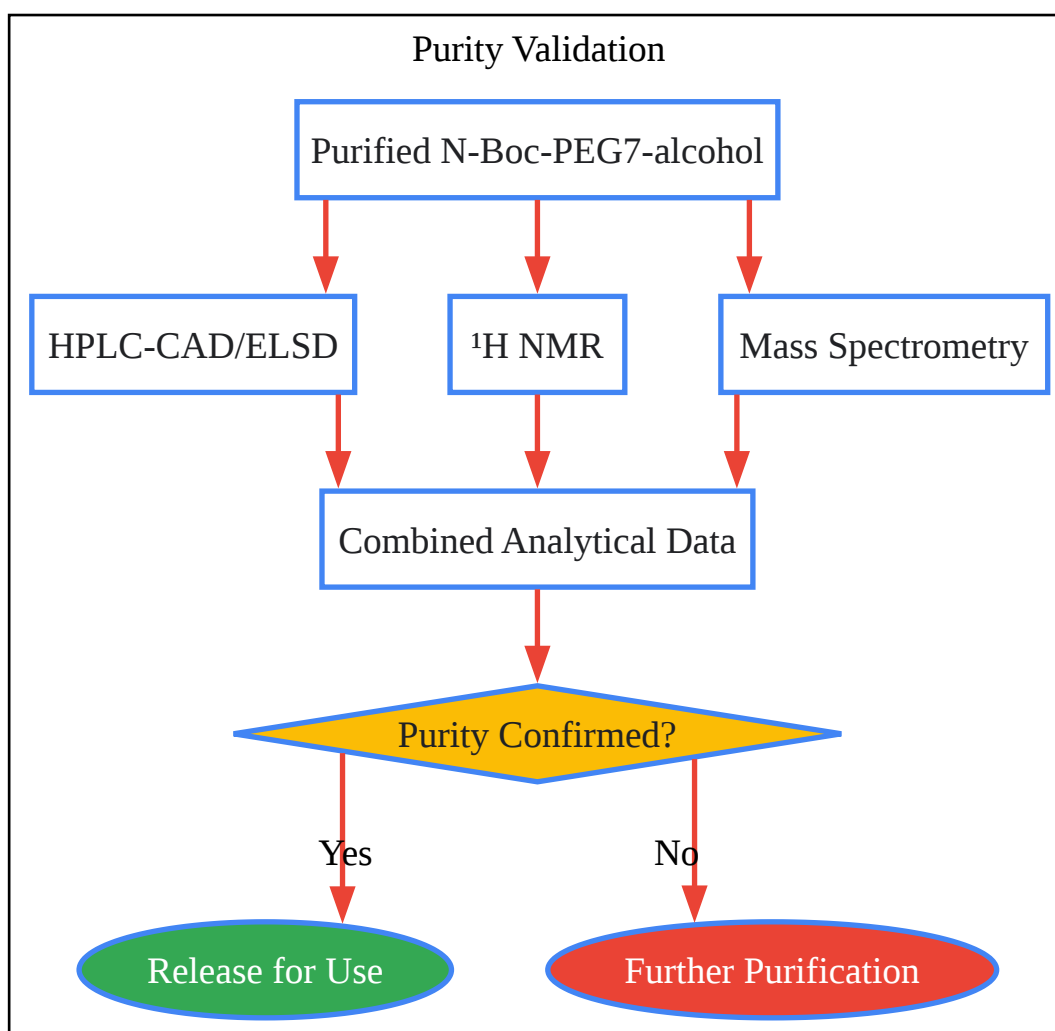 Purity Validation
Purified N-Boc-PEG7-alcohol
HPLC-CAD/ELSD
¹H NMR
Mass Spectrometry
Combined Analytical Data
Purity Confirmed?
Yes
No
Release for Use
Further Purification